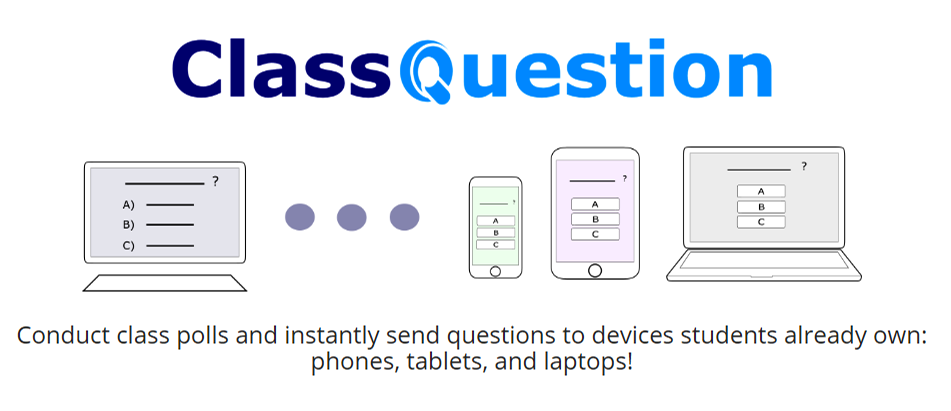 ClassQuestion
?
A)
B)
C)
?
A
B
C
?
A
B
C
?
A
B
C
Conduct class polls and instantly send questions to devices students already own:
phones, tablets, and laptops!